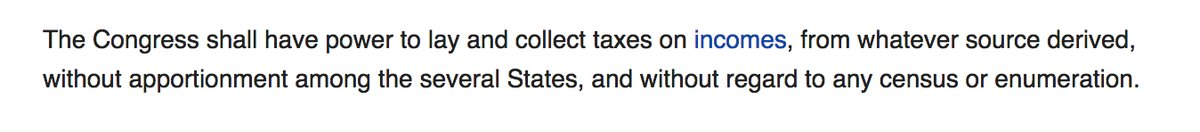 The Congress shall have power to lay and collect taxes on incomes, from whatever source derived,
without apportionment among the several States, and without regard to any census or enumeration.